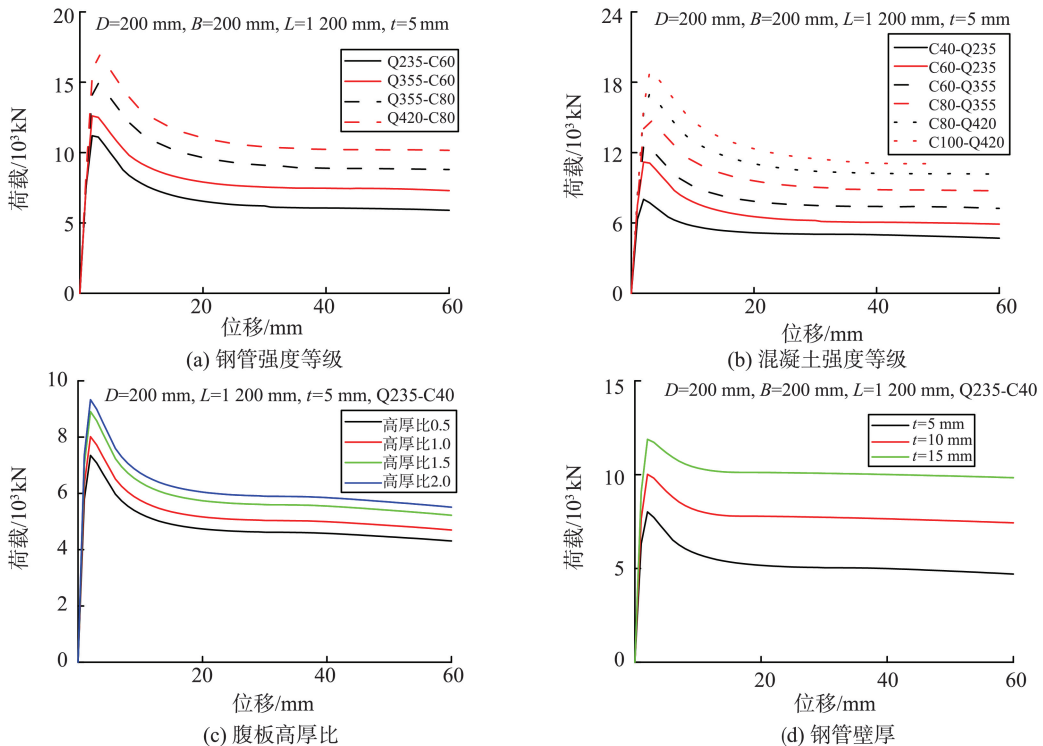 D=200 mm, B=200 mm, L=1 200 mm, t=5 mm
20
15
10
5
0
荷载/10³kN
Q235-C60
Q355-C60
Q355-C80
Q420-C80
20
40
60
位移/mm
(a) 钢管强度等级
D=200 mm, B=200 mm, L=1 200 mm, t=5 mm
24
18
12
6
0
荷载/10³kN
C40-Q235
C60-Q235
C60-Q355
C80-Q355
C80-Q420
C100-Q420
20
40
60
位移/mm
(b) 混凝土强度等级
D=200 mm, L=1 200 mm, t=5 mm, Q235-C40
10
8
6
4
2
0
荷载/10³kN
高厚比0.5
高厚比1.0
高厚比1.5
高厚比2.0
20
40
60
位移/mm
(c) 腹板高厚比
D=200 mm, B=200 mm, L=1 200 mm, Q235-C40
15
10
5
0
荷载/10³kN
t=5 mm
t=10 mm
t=15 mm
20
40
60
位移/mm
(d) 钢管壁厚